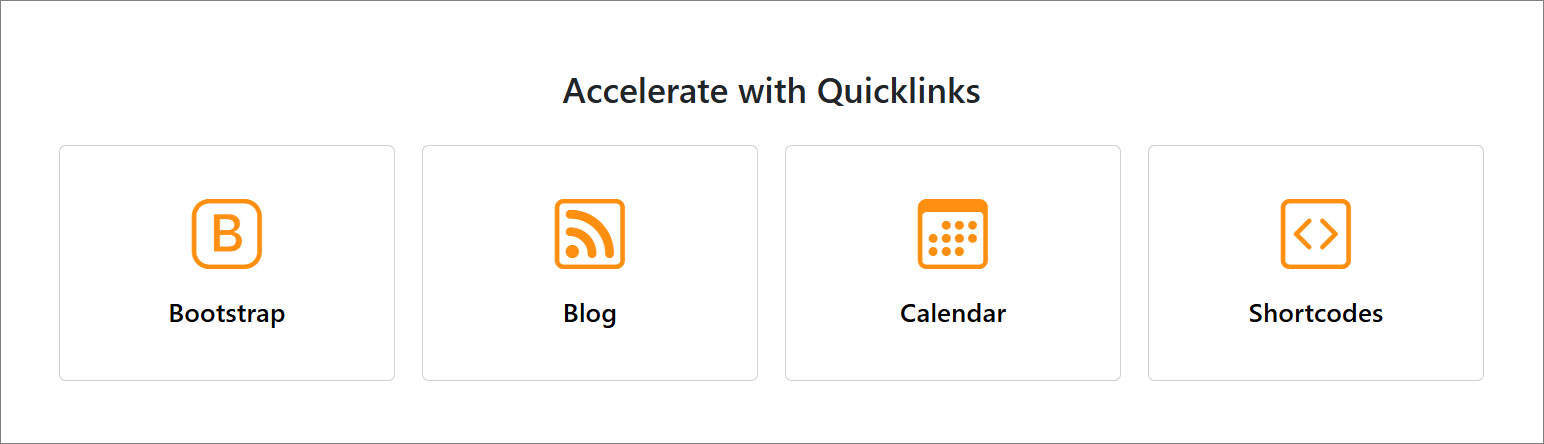 Accelerate with Quicklinks
B
Bootstrap
Blog
Calendar
Shortcodes